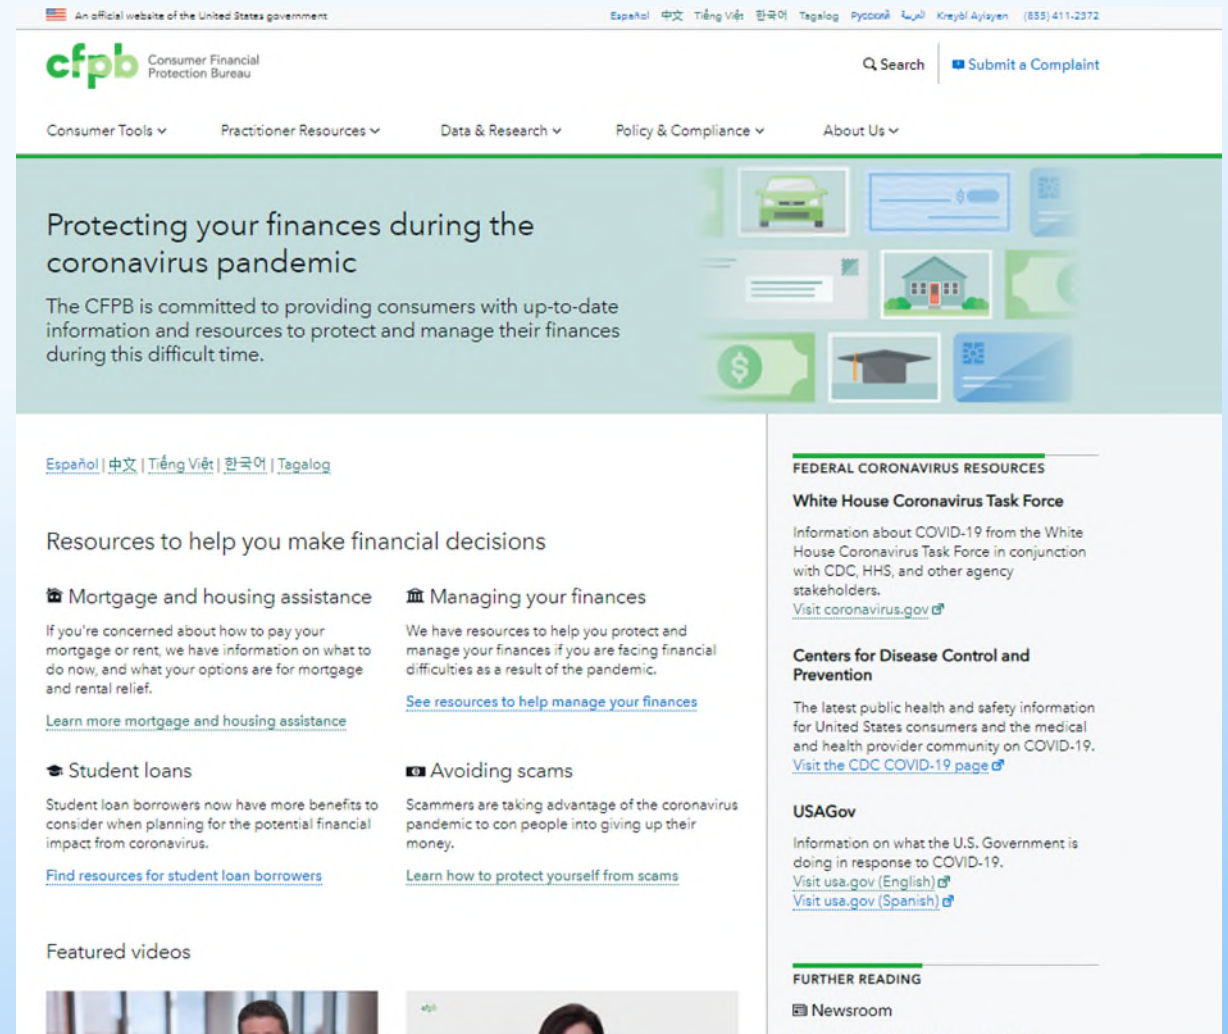 An official website of the United States government
Español 中文 Tiếng Việt 한국어 Tagalog Русский العربية Kreyòl Ayisyen (855) 411-2372
cfpb Consumer Financial
Protection Bureau
Search
Submit a Complaint
Consumer Tools Practitioner Resources Data & Research Policy & Compliance About Us
Protecting your finances during the
coronavirus pandemic
The CFPB is committed to providing consumers with up-to-date
information and resources to protect and manage their finances
during this difficult time.
Español | 中文 | Tiếng Việt | 한국어 | Tagalog
Resources to help you make financial decisions
Mortgage and housing assistance
If you're concerned about how to pay your
mortgage or rent, we have information on what to
do now, and what your options are for mortgage
and rental relief.
Learn more mortgage and housing assistance
Managing your finances
We have resources to help you protect and
manage your finances if you are facing financial
difficulties as a result of the pandemic.
See resources to help manage your finances
Student loans
Student loan borrowers now have more benefits to
consider when planning for the potential financial
impact from coronavirus.
Find resources for student loan borrowers
Avoiding scams
Scammers are taking advantage of the coronavirus
pandemic to con people into giving up their
money.
Learn how to protect yourself from scams
Featured videos
cfpb
FEDERAL CORONAVIRUS RESOURCES
White House Coronavirus Task Force
Information about COVID-19 from the White
House Coronavirus Task Force in conjunction
with CDC, HHS, and other agency
stakeholders.
Visit coronavirus.gov
Centers for Disease Control and
Prevention
The latest public health and safety information
for United States consumers and the medical
and health provider community on COVID-19.
Visit the CDC COVID-19 page
USAGov
Information on what the U.S. Government is
doing in response to COVID-19.
Visit usa.gov (English)
Visit usa.gov (Spanish)
FURTHER READING
Newsroom